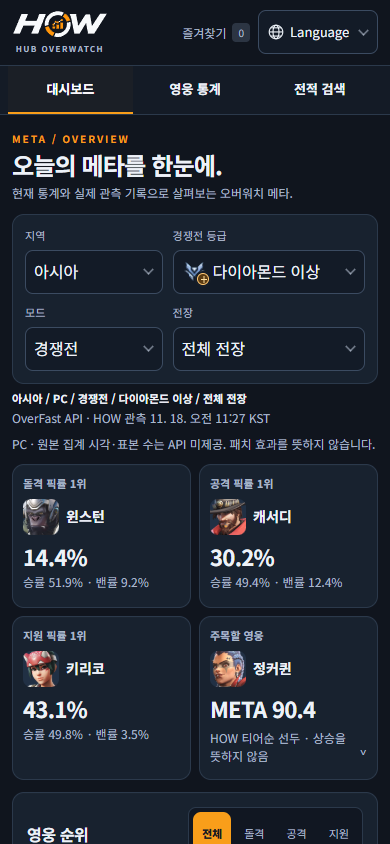 HOW
HUB OVERWATCH
즐겨찾기 0
Language
대시보드 영웅 통계 전적 검색
META / OVERVIEW
오늘의 메타를 한눈에.
현재 통계와 실제 관측 기록으로 살펴보는 오버워치 메타.
지역 경쟁전 등급
아시아 다이아몬드 이상
모드 전장
경쟁전 전체 전장
아시아 / PC / 경쟁전 / 다이아몬드 이상 / 전체 전장
OverFast API · HOW 관측 11. 18. 오전 11:27 KST
PC · 원본 집계 시각·표본 수는 API 미제공. 패치 효과를 뜻하지 않습니다.
돌격 픽률 1위
윈스턴
14.4%
승률 51.9% · 밴률 9.2%
공격 픽률 1위
캐서디
30.2%
승률 49.4% · 밴률 12.4%
지원 픽률 1위
키리코
43.1%
승률 49.8% · 밴률 3.5%
주목할 영웅
정커퀸
META 90.4
HOW 티어순 선두 · 상승을
뜻하지 않음
영웅 순위
전체 돌격 공격 지원